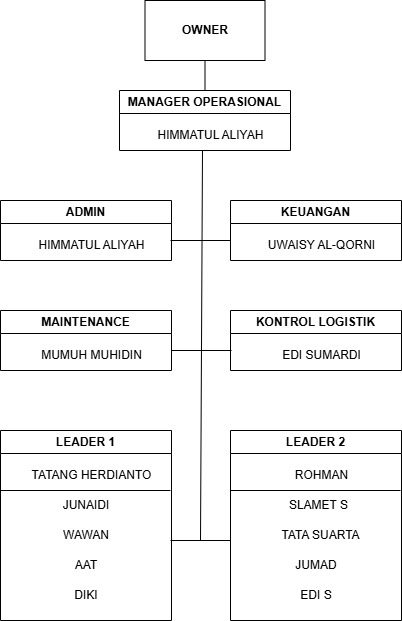 OWNER
MANAGER OPERASIONAL
HIMMATUL ALIYAH
ADMIN
HIMMATUL ALIYAH
KEUANGAN
UWAISY AL-QORNI
MAINTENANCE
MUMUH MUHIDIN
KONTROL LOGISTIK
EDI SUMARDI
LEADER 1
TATANG HERDIANTO
JUNAIDI
WAWAN
AAT
DIKI
LEADER 2
ROHMAN
SLAMET S
TATA SUARTA
JUMAD
EDI S